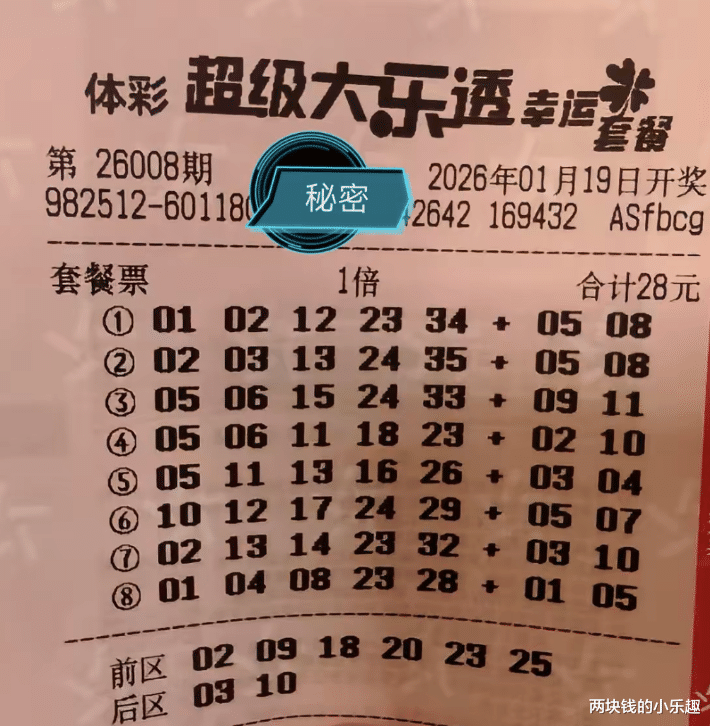 体彩 超级大乐透 幸运套餐
第 26008期 2026年01月19日开奖
982512-60118 秘密 42642 169432 ASfbcg
套餐票 1倍 合计28元
① 01 02 12 23 34 + 05 08
② 02 03 13 24 35 + 05 08
③ 05 06 15 24 33 + 09 11
④ 05 06 11 18 23 + 02 10
⑤ 05 11 13 16 26 + 03 04
⑥ 10 12 17 24 29 + 05 07
⑦ 02 13 14 23 32 + 03 10
⑧ 01 04 08 23 28 + 01 05
前区 02 09 18 20 23 25
后区 03 10
两块钱的小乐趣